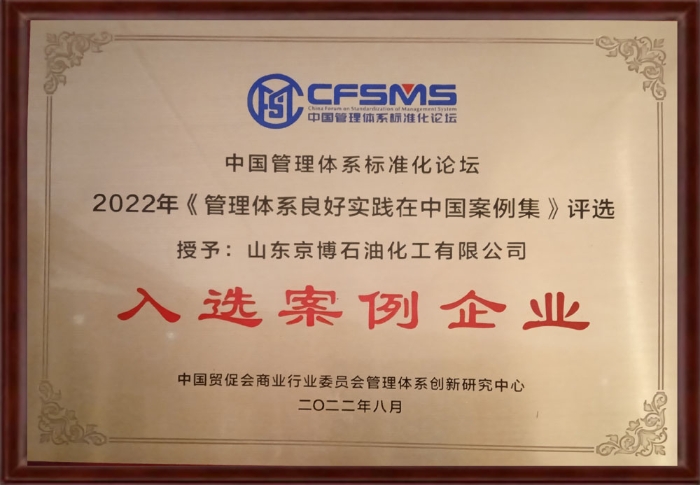 CFSMS
China Forum on Standardization of Management System
中国管理体系标准化论坛
中国管理体系标准化论坛
2022年《管理体系良好实践在中国案例集》评选
授予：山东京博石油化工有限公司
入选案例企业
中国贸促会商业行业委员会管理体系创新研究中心
二〇二二年八月